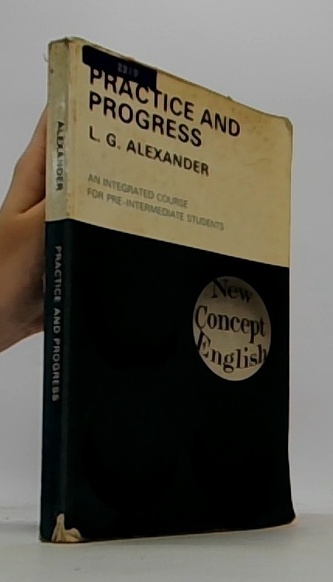 PRACTICE AND
PROGRESS
L. G. ALEXANDER
AN INTEGRATED COURSE
FOR PRE-INTERMEDIATE STUDENTS
New
Concept
English
ALEXANDER
PRACTICE AND PROGRESS